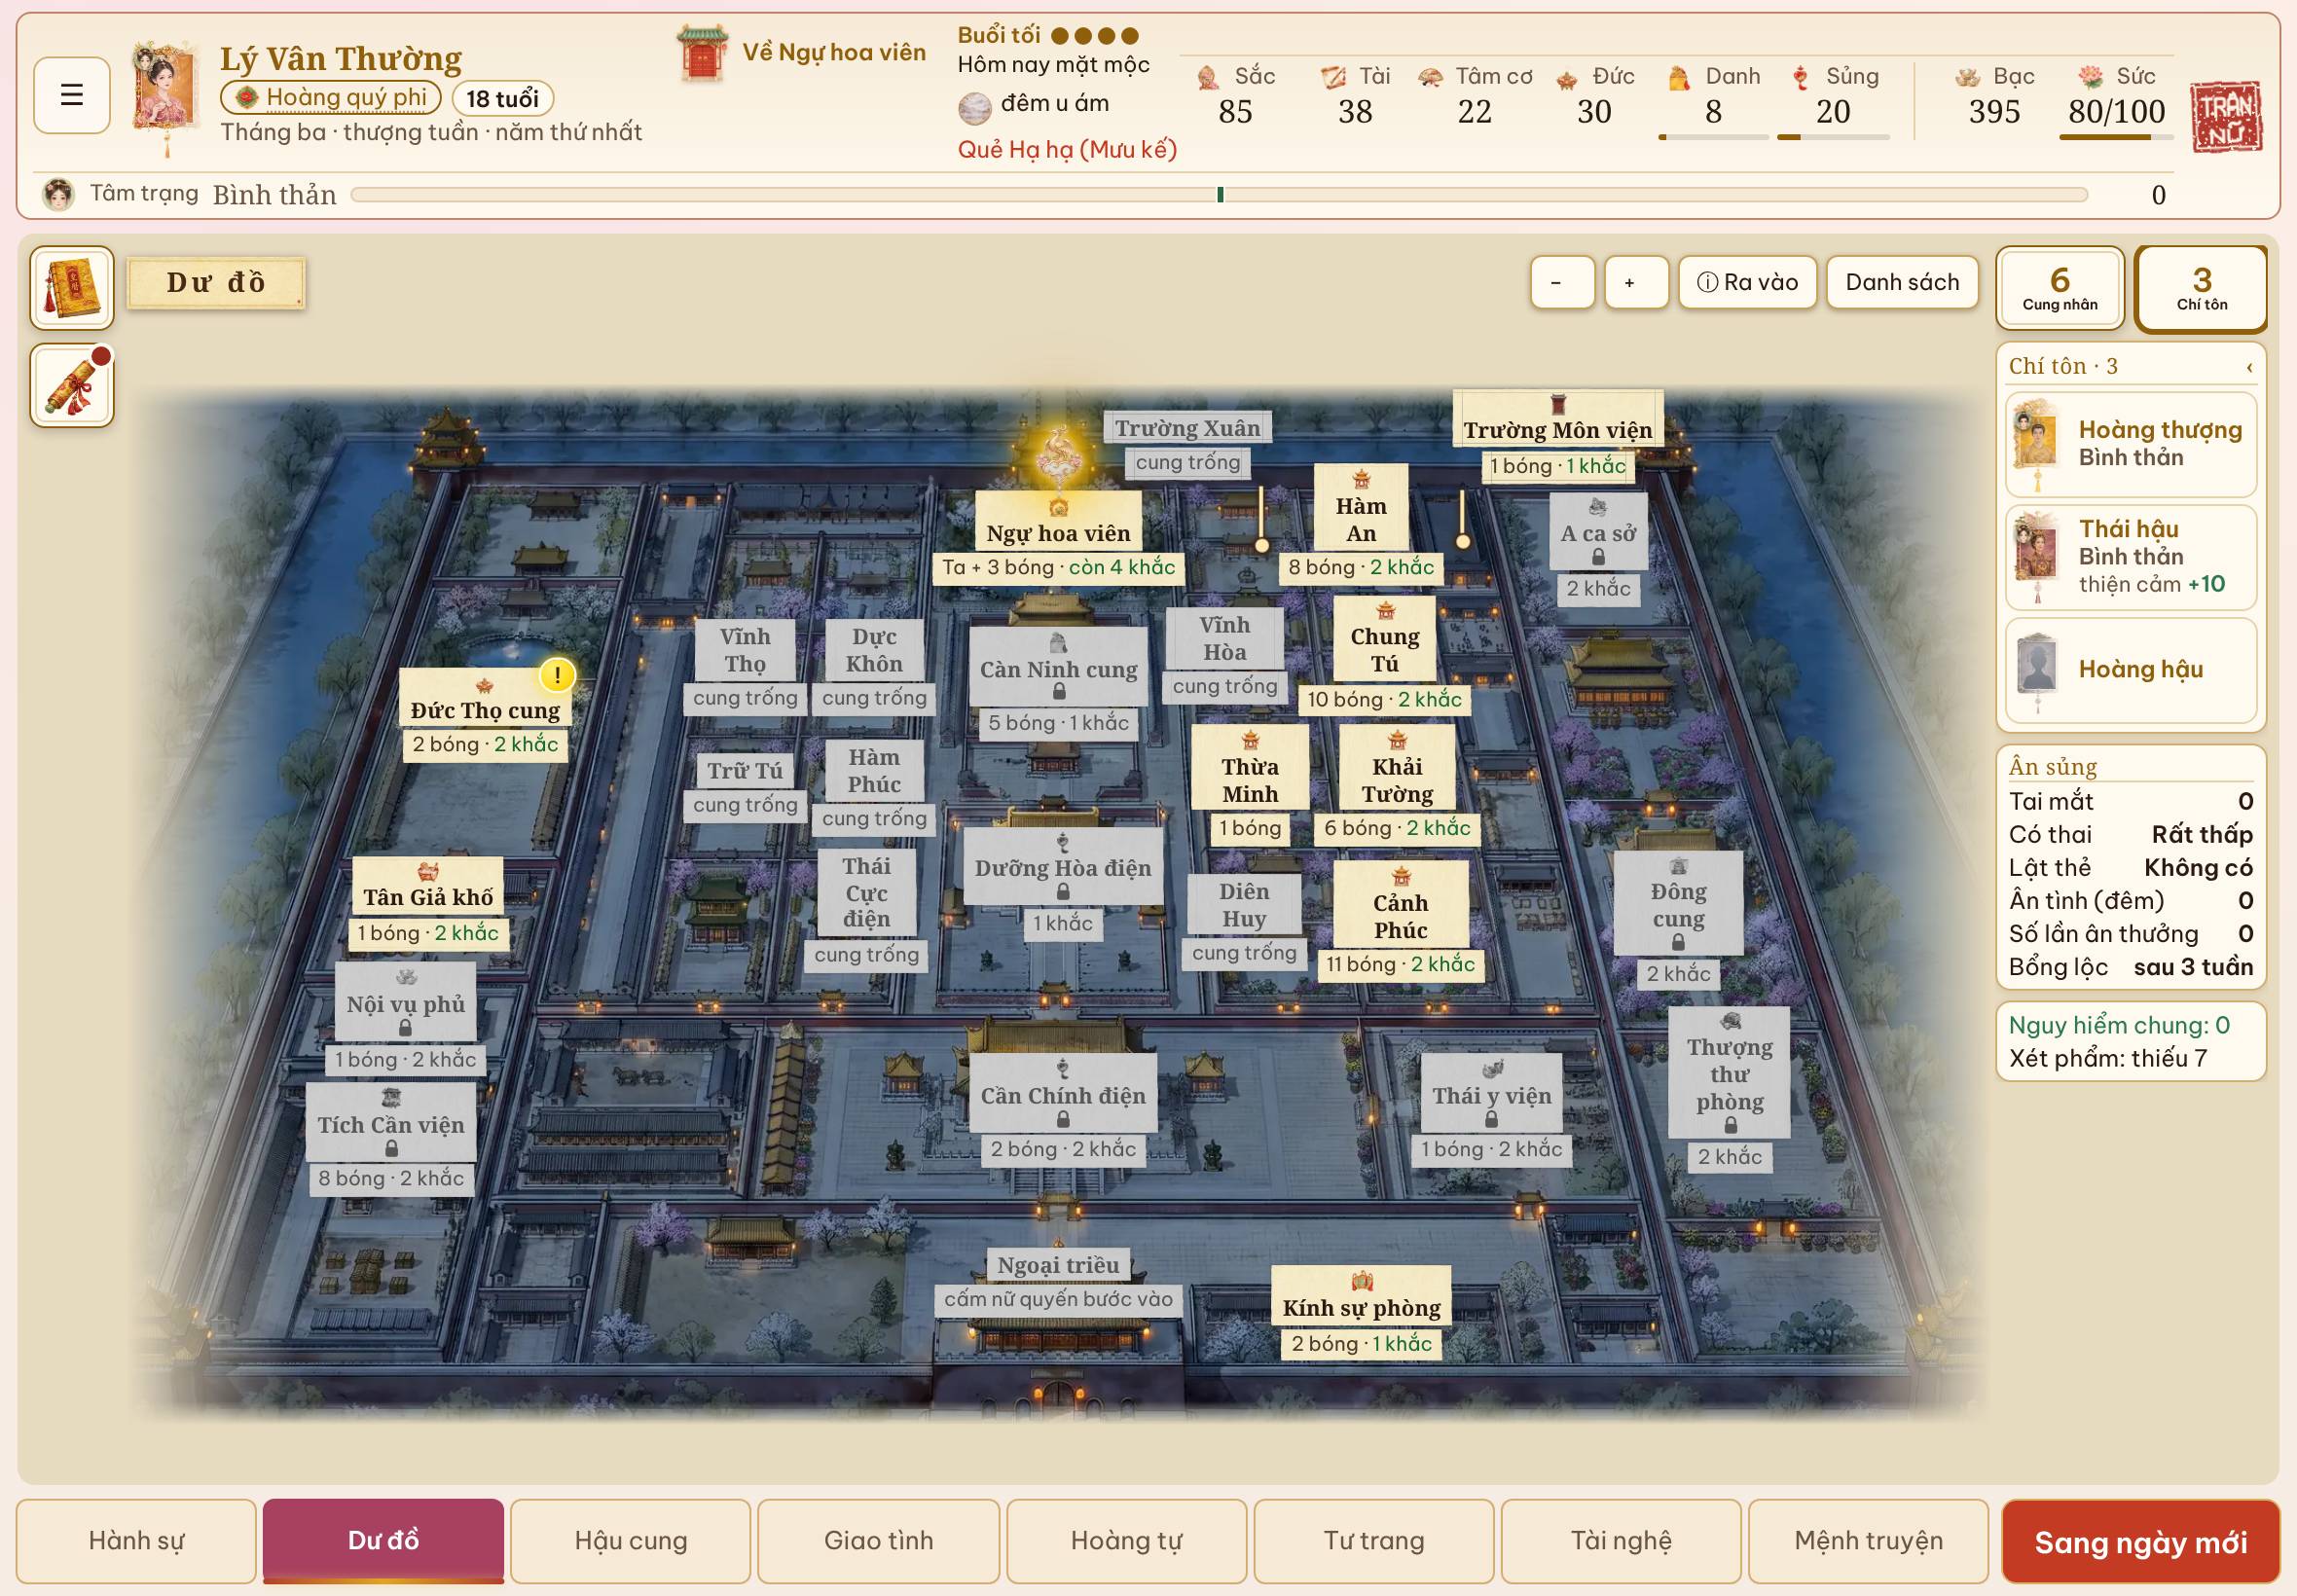 ☰
Lý Vân Thường
Hoàng quý phi
18 tuổi
Tháng ba · thượng tuần · năm thứ nhất
Về Ngự hoa viên
Buổi tối
Hôm nay mặt mộc
đêm u ám
Quẻ Hạ hạ (Mưu kế)
Sắc
85
Tài
38
Tâm cơ
22
Đức
30
Danh
8
Sủng
20
Bạc
395
Sức
80/100
TRÂN
NỮ
Tâm trạng Bình thản
0
Dư đồ
-
+
ⓘ Ra vào
Danh sách
6
Cung nhân
3
Chí tôn
Chí tôn · 3
‹
Hoàng thượng
Bình thản
Thái hậu
Bình thản
thiện cảm +10
Hoàng hậu
Ân sủng
Tai mắt 0
Có thai Rất thấp
Lật thẻ Không có
Ân tình (đêm) 0
Số lần ân thưởng 0
Bổng lộc sau 3 tuần
Nguy hiểm chung: 0
Xét phẩm: thiếu 7
Trường Xuân
cung trống
Trường Môn viện
1 bóng · 1 khắc
Ngự hoa viên
Ta + 3 bóng · còn 4 khắc
Hàm
An
8 bóng · 2 khắc
A ca sở
2 khắc
Vĩnh
Thọ
cung trống
Dực
Khôn
cung trống
Càn Ninh cung
5 bóng · 1 khắc
Vĩnh
Hòa
cung trống
Chung
Tú
10 bóng · 2 khắc
!
Đức Thọ cung
2 bóng · 2 khắc
Trữ Tú
cung trống
Hàm
Phúc
cung trống
Thừa
Minh
1 bóng
Khải
Tường
6 bóng · 2 khắc
Tân Giả khố
1 bóng · 2 khắc
Thái
Cực
điện
cung trống
Dưỡng Hòa điện
1 khắc
Diên
Huy
cung trống
Cảnh
Phúc
11 bóng · 2 khắc
Đông
cung
2 khắc
Nội vụ phủ
1 bóng · 2 khắc
Tích Cần viện
8 bóng · 2 khắc
Cần Chính điện
2 bóng · 2 khắc
Thái y viện
1 bóng · 2 khắc
Thượng
thư
phòng
2 khắc
Ngoại triều
cấm nữ quyến bước vào
Kính sự phòng
2 bóng · 1 khắc
Hành sự
Dư đồ
Hậu cung
Giao tình
Hoàng tự
Tư trang
Tài nghệ
Mệnh truyện
Sang ngày mới